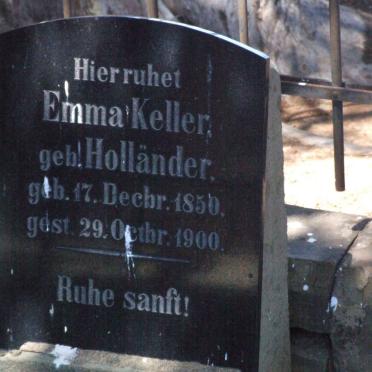 Hier ruhet
Emma Keller,
geb. Holländer.
geb. 17. Decbr. 1850,
gest. 29. Octbr. 1900.
Ruhe sanft!